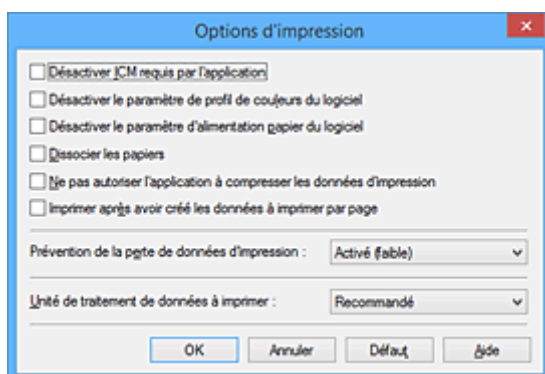 Options d'impression
Désactiver ICM requis par l'application
Désactiver le paramètre de profil de couleurs du logiciel
Désactiver le paramètre d'alimentation papier du logiciel
Dissocier les papiers
Ne pas autoriser l'application à compresser les données d'impression
Imprimer après avoir créé les données à imprimer par page
Prévention de la perte de données d'impression : Activé (faible)
Unité de traitement de données à imprimer : Recommandé
OK Annuler Défaut Aide